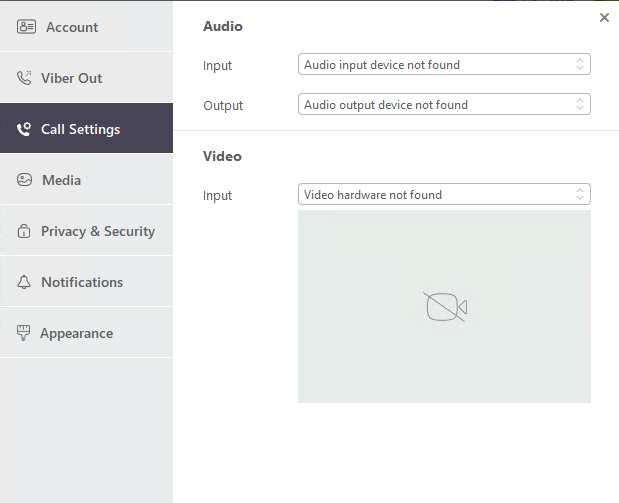 Account
Viber Out
Call Settings
Media
Privacy & Security
Notifications
Appearance
Audio
Input
Audio input device not found
Output
Audio output device not found
Video
Input
Video hardware not found